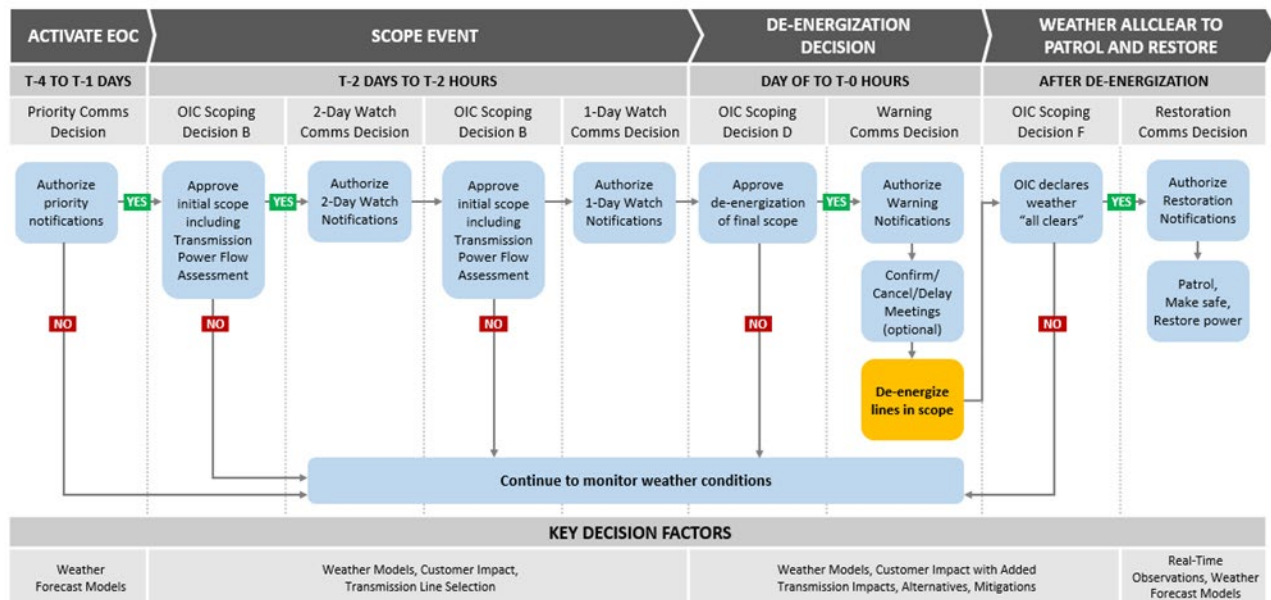 ACTIVATE EOC
SCOPE EVENT
DE-ENERGIZATION
DECISION
WEATHER ALLCLEAR TO
PATROL AND RESTORE
T-4 TO T-1 DAYS
T-2 DAYS TO T-2 HOURS
DAY OF TO T-0 HOURS
AFTER DE-ENERGIZATION
Priority Comms
Decision
OIC Scoping
Decision B
2-Day Watch
Comms Decision
OIC Scoping
Decision B
1-Day Watch
Comms Decision
OIC Scoping
Decision D
Warning
Comms Decision
OIC Scoping
Decision F
Restoration
Comms Decision
Authorize
priority
notifications
YES
Approve
initial scope
including
Transmission
Power Flow
Assessment
YES
Authorize
2-Day Watch
Notifications
Approve
initial scope
including
Transmission
Power Flow
Assessment
Authorize
1-Day Watch
Notifications
Approve
de-energization
of final scope
YES
Authorize
Warning
Notifications
OIC declares
weather
“all clears”
YES
Authorize
Restoration
Notifications
Confirm/
Cancel/Delay
Meetings
(optional)
Patrol,
Make safe,
Restore power
NO
NO
NO
NO
NO
De-energize
lines in scope
Continue to monitor weather conditions
KEY DECISION FACTORS
Weather
Forecast Models
Weather Models, Customer Impact,
Transmission Line Selection
Weather Models, Customer Impact with Added
Transmission Impacts, Alternatives, Mitigations
Real-Time
Observations, Weather
Forecast Models